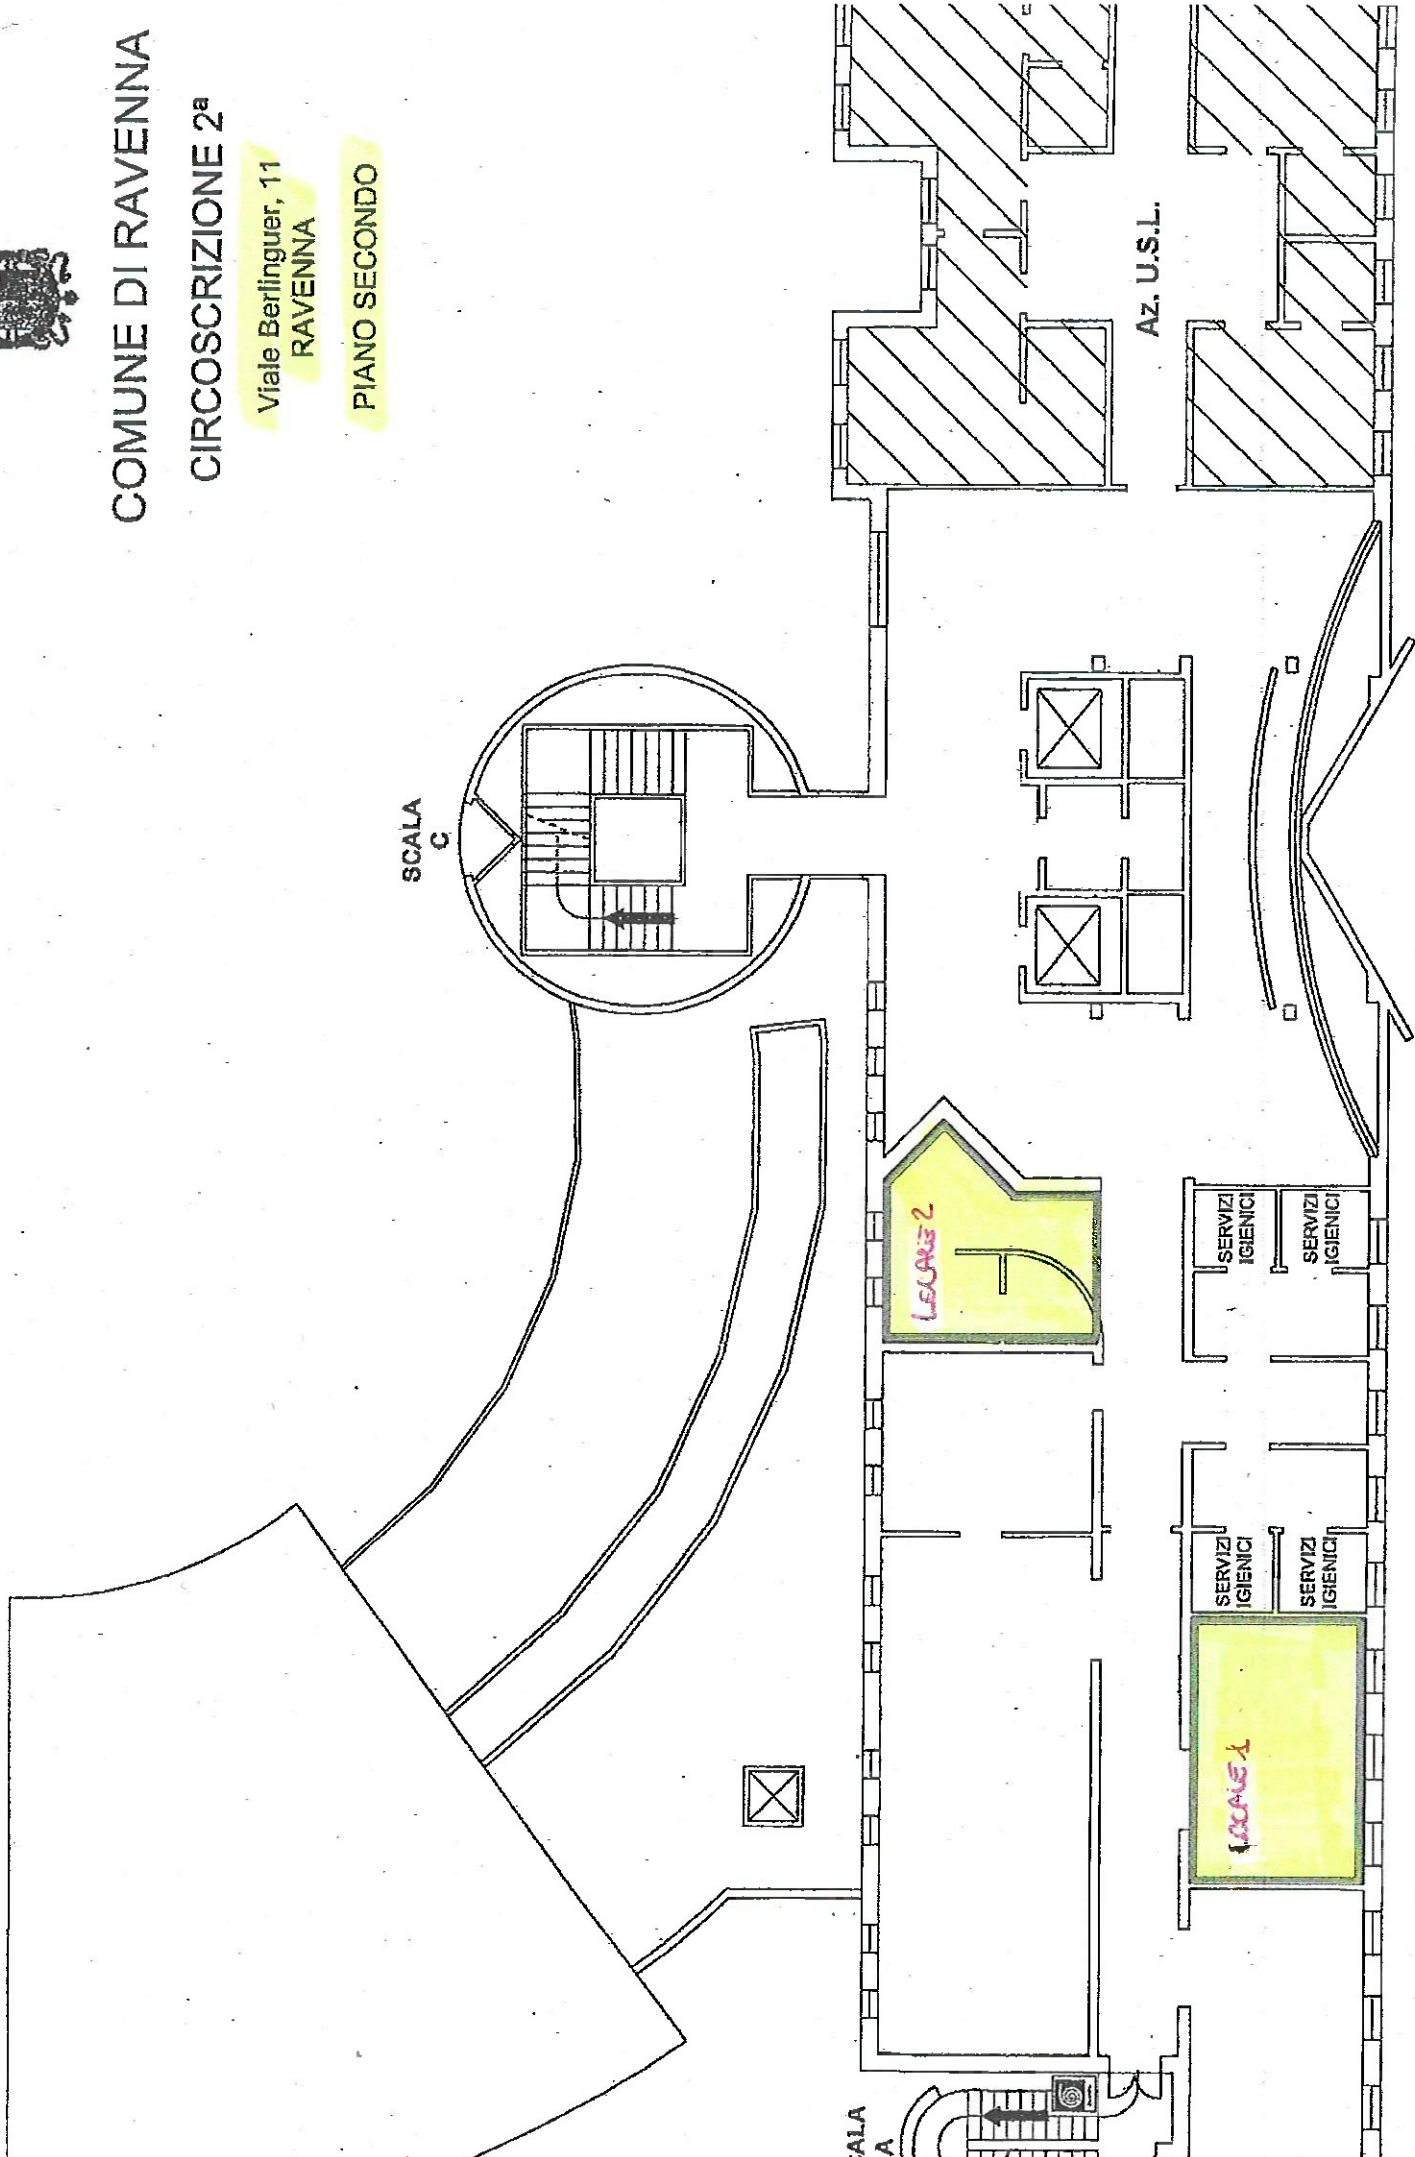 COMUNE DI RAVENNA
CIRCOSCRIZIONE 2ª
Viale Berlinguer, 11
RAVENNA
PIANO SECONDO
SCALA
C
Az. U.S.L.
LOCALE 2
SERVIZI
IGIENICI
SERVIZI
IGIENICI
SERVIZI
IGIENICI
SERVIZI
IGIENICI
LOCALE 1
ALA
A